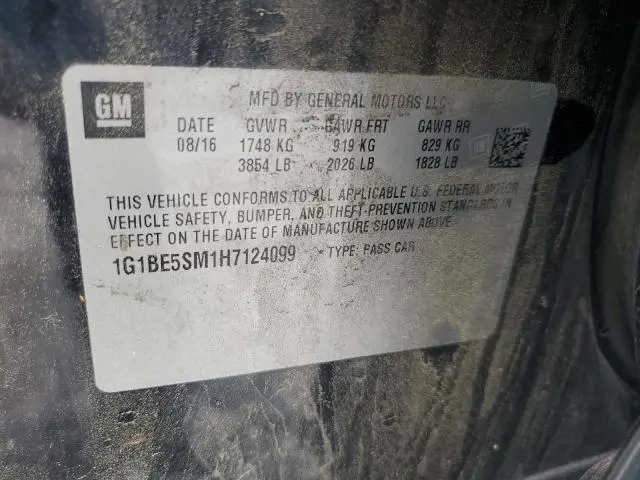 GM
MFD BY GENERAL MOTORS LLC
DATE GVWR GAWR FRT GAWR RR
08/16 1748 KG 919 KG 829 KG
3854 LB 2026 LB 1828 LB
THIS VEHICLE CONFORMS TO ALL APPLICABLE U.S. FEDERAL MOTOR
VEHICLE SAFETY, BUMPER, AND THEFT-PREVENTION STANDARDS IN
EFFECT ON THE DATE OF MANUFACTURE SHOWN ABOVE.
1G1BE5SM1H7124099 TYPE: PASS CAR